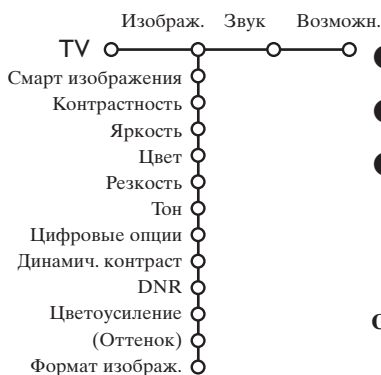 Изображ. Звук Возможн.
TV
Смарт изображения
Контрастность
Яркость
Цвет
Резкость
Тон
Цифровые опции
Динамич. контраст
DNR
Цветоусиление
(Оттенок)
Формат изображ.